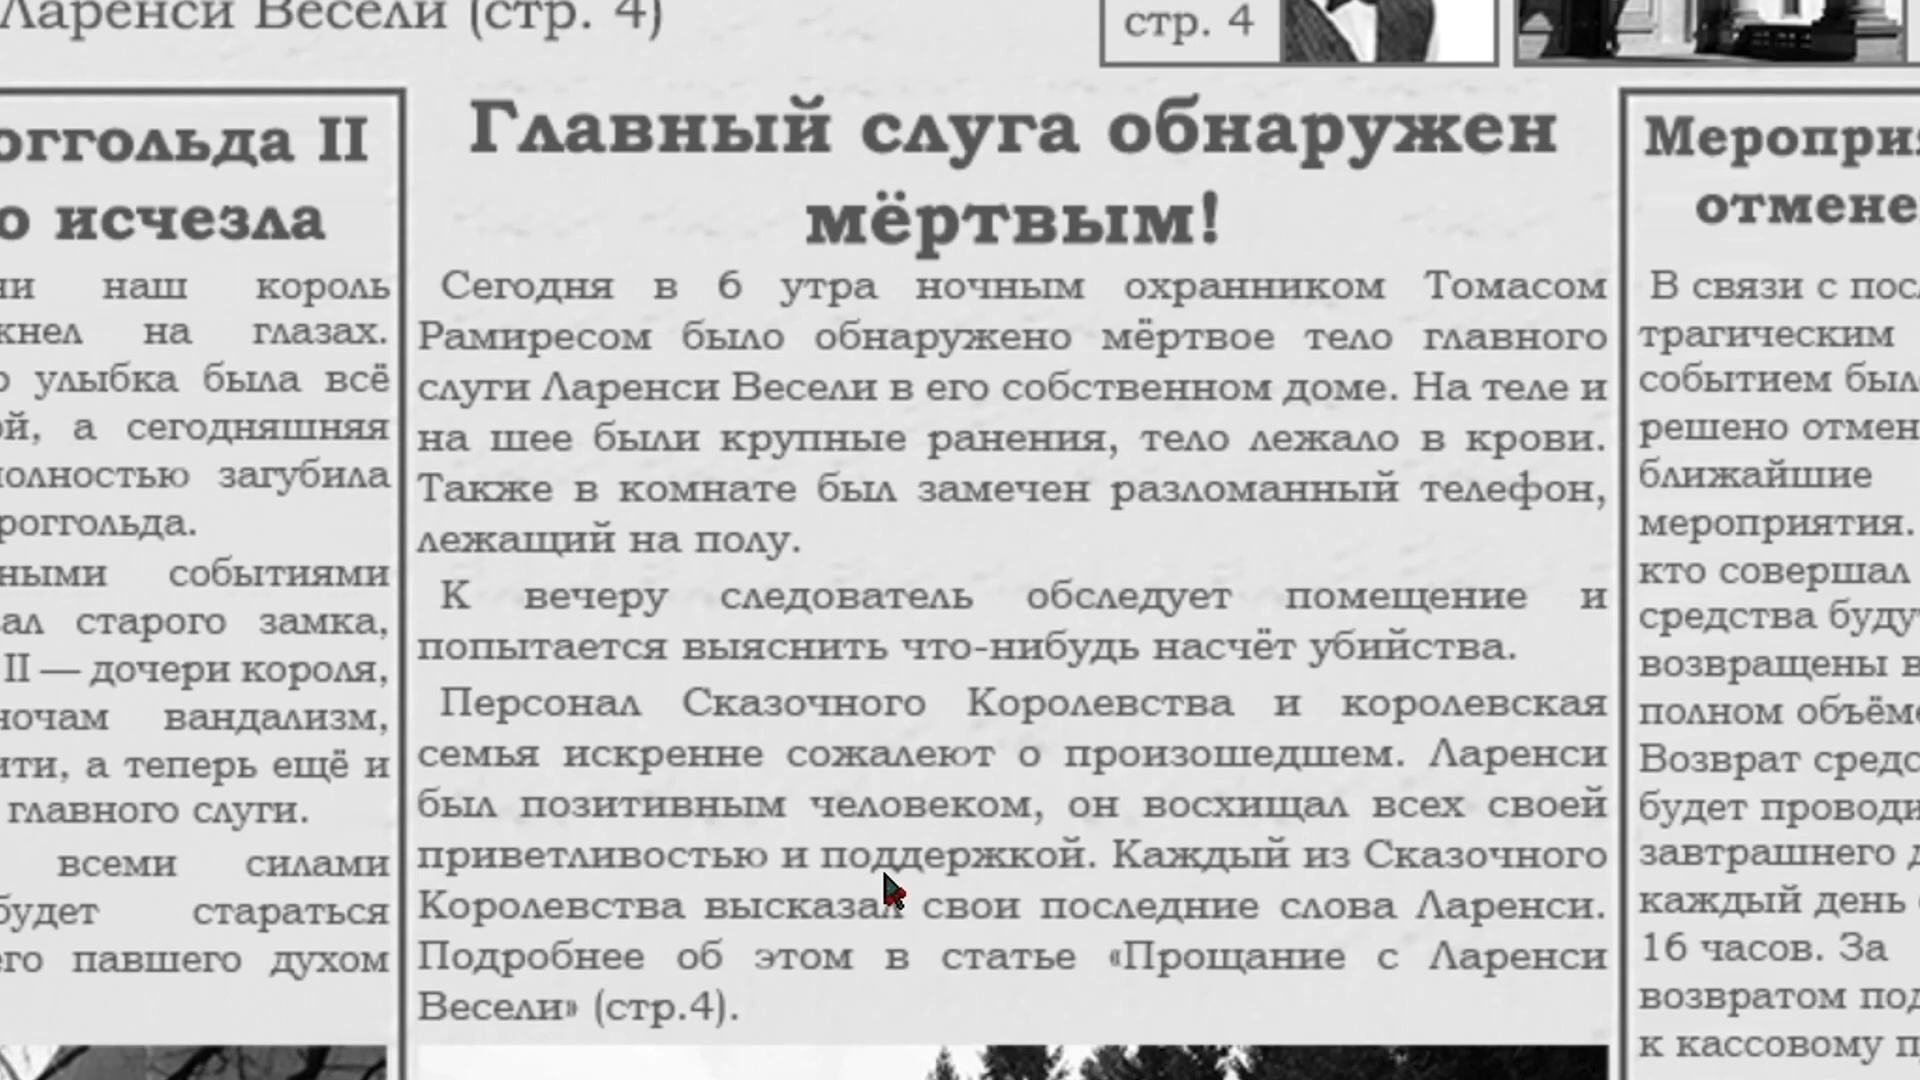 Ларенси Весели (стр. 4)
стр. 4
II
исчезла
наш король
на глазах.
улыбка была всё
а сегодняшняя
загубила
событиями
старого замка,
II — дочери короля,
вандализм,
а теперь ещё и
главного слуги.
всеми силами
будет стараться
павшего духом
Главный слуга обнаружен
мёртвым!
Сегодня в 6 утра ночным охранником Томасом
Рамиресом было обнаружено мёртвое тело главного
слуги Ларенси Весели в его собственном доме. На теле и
на шее были крупные ранения, тело лежало в крови.
Также в комнате был замечен разломанный телефон,
лежащий на полу.
К вечеру следователь обследует помещение и
попытается выяснить что-нибудь насчёт убийства.
Персонал Сказочного Королевства и королевская
семья искренне сожалеют о произошедшем. Ларенси
был позитивным человеком, он восхищал всех своей
приветливостью и поддержкой. Каждый из Сказочного
Королевства высказал свои последние слова Ларенси.
Подробнее об этом в статье «Прощание с Ларенси
Весели» (стр.4).
В связи с
трагическим
событием
решено
ближайшие
мероприятия.
кто совершал
средства
возвращены
полном
Возврат
будет
завтрашнего
каждый день
16 часов. За
возвратом
к кассовому